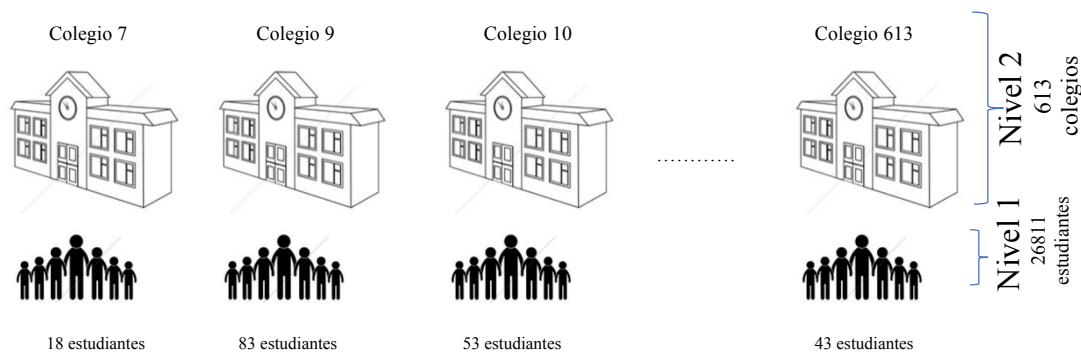 Colegio 7
Colegio 9
Colegio 10
Colegio 613
Nivel 2
613
colegios
............
Nivel 1
26811
estudiantes
18 estudiantes
83 estudiantes
53 estudiantes
43 estudiantes